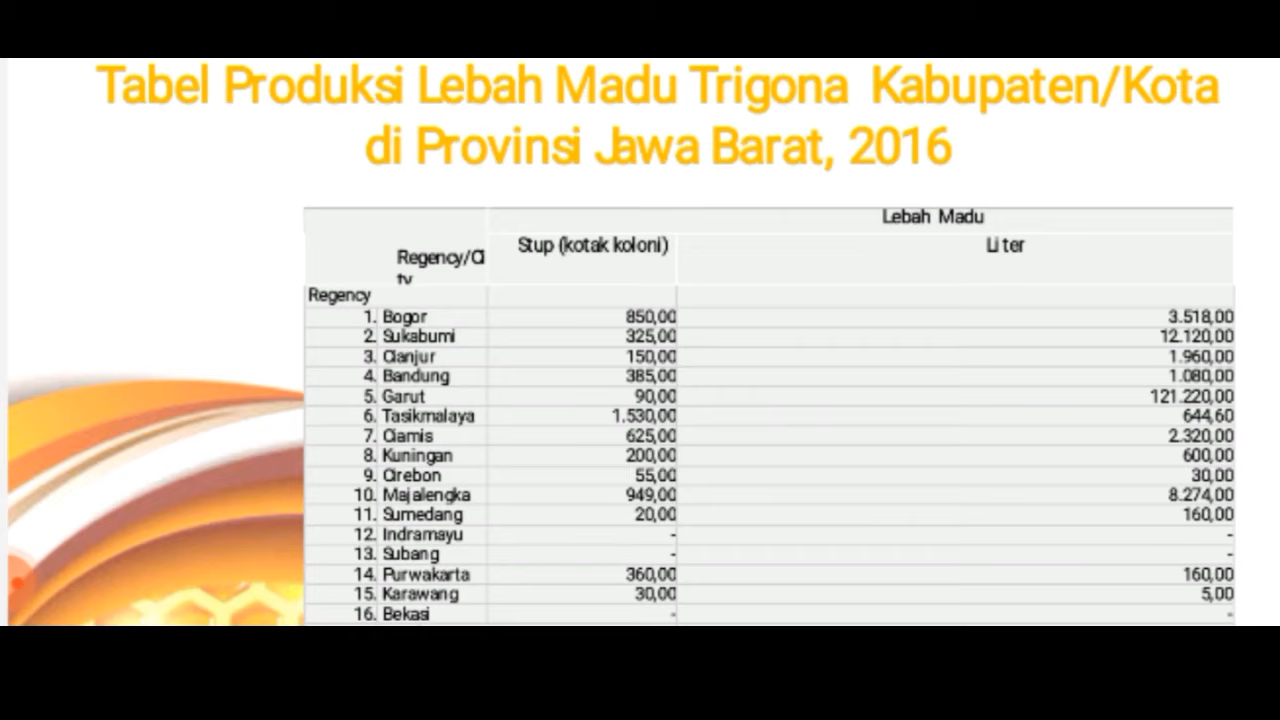 Tabel Produksi Lebah Madu Trigona Kabupaten/Kota
di Provinsi Jawa Barat, 2016
Lebah Madu
Regency/Ci
ty
Stup (kotak koloni)
Liter
Regency
1. Bogor 850,00 3.518,00
2. Sukabumi 325,00 12.120,00
3. Cianjur 150,00 1.960,00
4. Bandung 385,00 1.080,00
5. Garut 90,00 121.220,00
6. Tasikmalaya 1.530,00 644,60
7. Ciamis 625,00 2.320,00
8. Kuningan 200,00 600,00
9. Cirebon 55,00 30,00
10. Majalengka 949,00 8.274,00
11. Sumedang 20,00 160,00
12. Indramayu - -
13. Subang - -
14. Purwakarta 360,00 160,00
15. Karawang 30,00 5,00
16. Bekasi - -